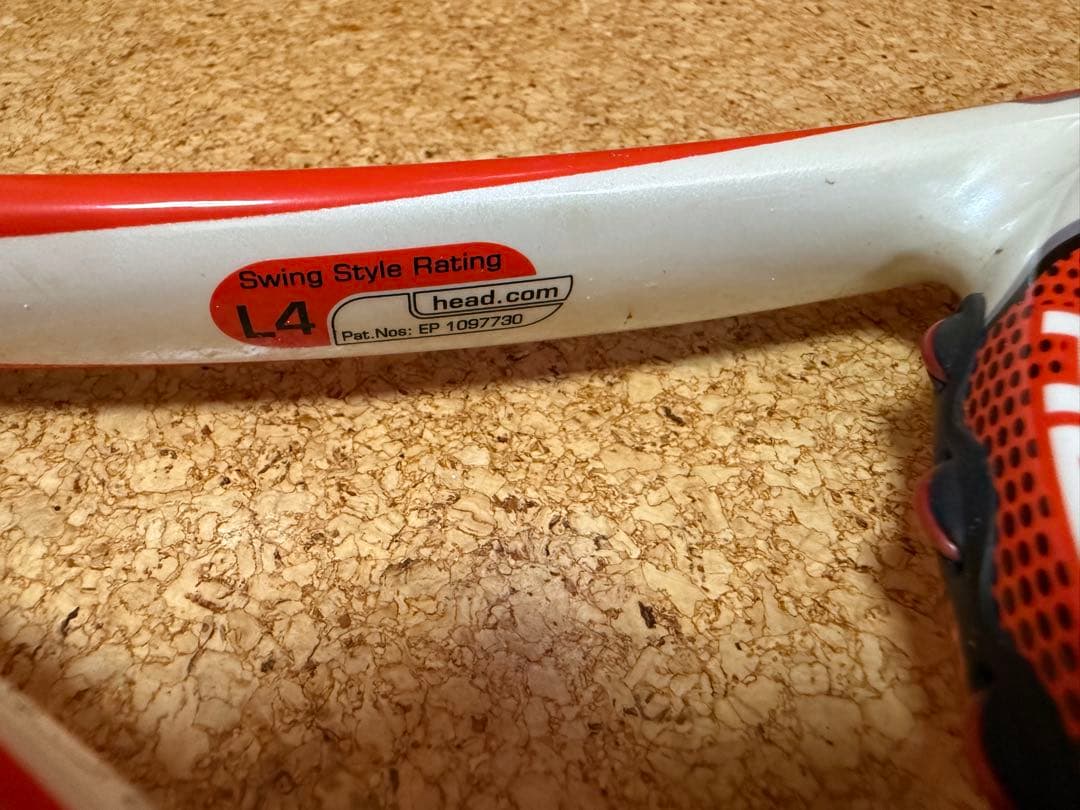 Swing Style Rating
L4
head.com
Pat.Nos: EP 1097730